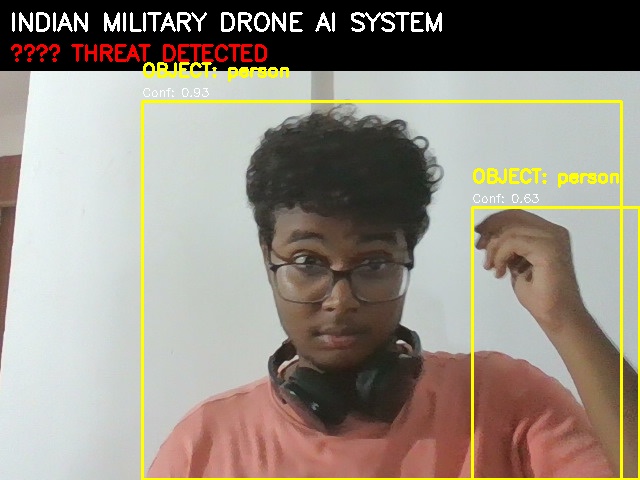 INDIAN MILITARY DRONE AI SYSTEM
???? THREAT DETECTED
OBJECT: person
Conf: 0.93
OBJECT: person
Conf: 0.63